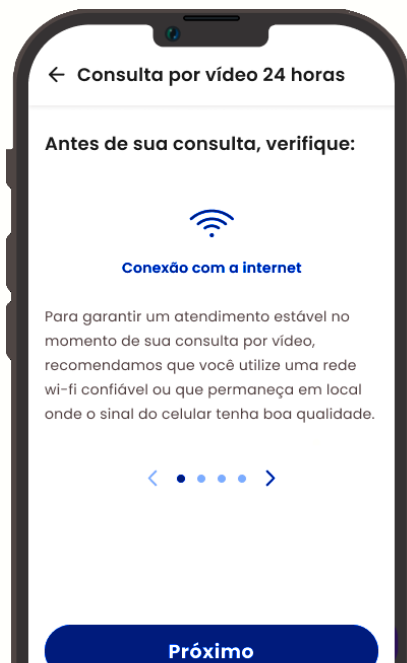 Consulta por vídeo 24 horas
Antes de sua consulta, verifique:
Conexão com a internet
Para garantir um atendimento estável no
momento de sua consulta por vídeo,
recomendamos que você utilize uma rede
wi-fi confiável ou que permaneça em local
onde o sinal do celular tenha boa qualidade.
Próximo